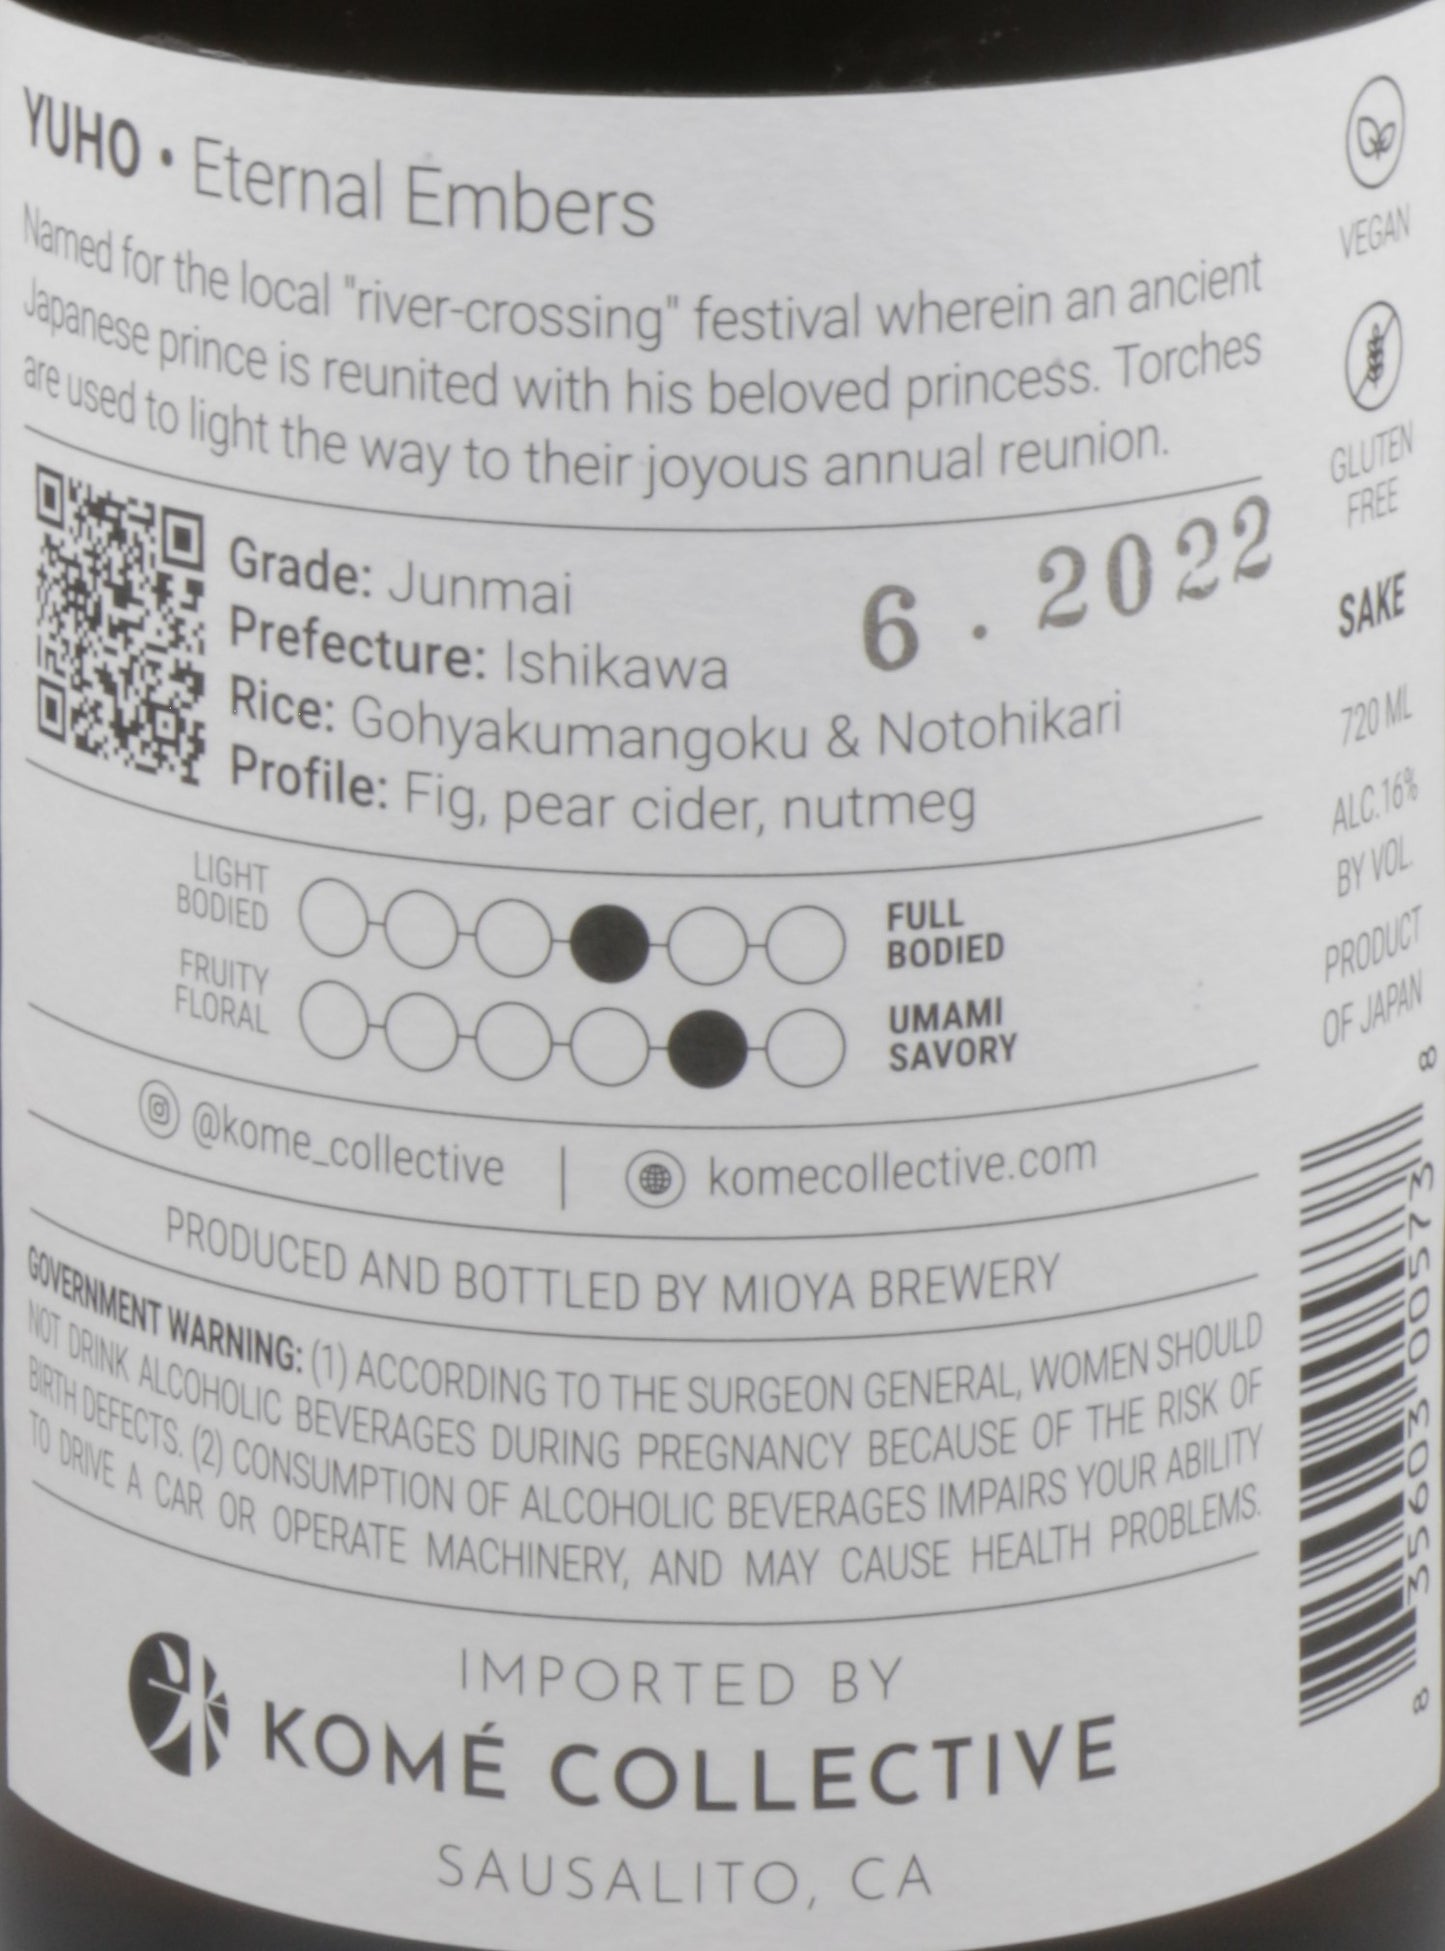 YUHO • Eternal Embers
Named for the local "river-crossing" festival wherein an ancient
Japanese prince is reunited with his beloved princess. Torches
are used to light the way to their joyous annual reunion.
Grade: Junmai
6 . 2022
Prefecture: Ishikawa
Rice: Gohyakumangoku & Notohikari
Profile: Fig, pear cider, nutmeg
LIGHT
BODIED
FULL
BODIED
FRUITY
FLORAL
UMAMI
SAVORY
@kome_collective | komecollective.com
PRODUCED AND BOTTLED BY MIOYA BREWERY
GOVERNMENT WARNING: (1) ACCORDING TO THE SURGEON GENERAL, WOMEN SHOULD
NOT DRINK ALCOHOLIC BEVERAGES DURING PREGNANCY BECAUSE OF THE RISK OF
BIRTH DEFECTS. (2) CONSUMPTION OF ALCOHOLIC BEVERAGES IMPAIRS YOUR ABILITY
TO DRIVE A CAR OR OPERATE MACHINERY, AND MAY CAUSE HEALTH PROBLEMS.
IMPORTED BY
KOMÉ COLLECTIVE
SAUSALITO, CA
VEGAN
GLUTEN
FREE
SAKE
720 ML
ALC.16%
BY VOL.
PRODUCT
OF JAPAN
8 35603 00573 8